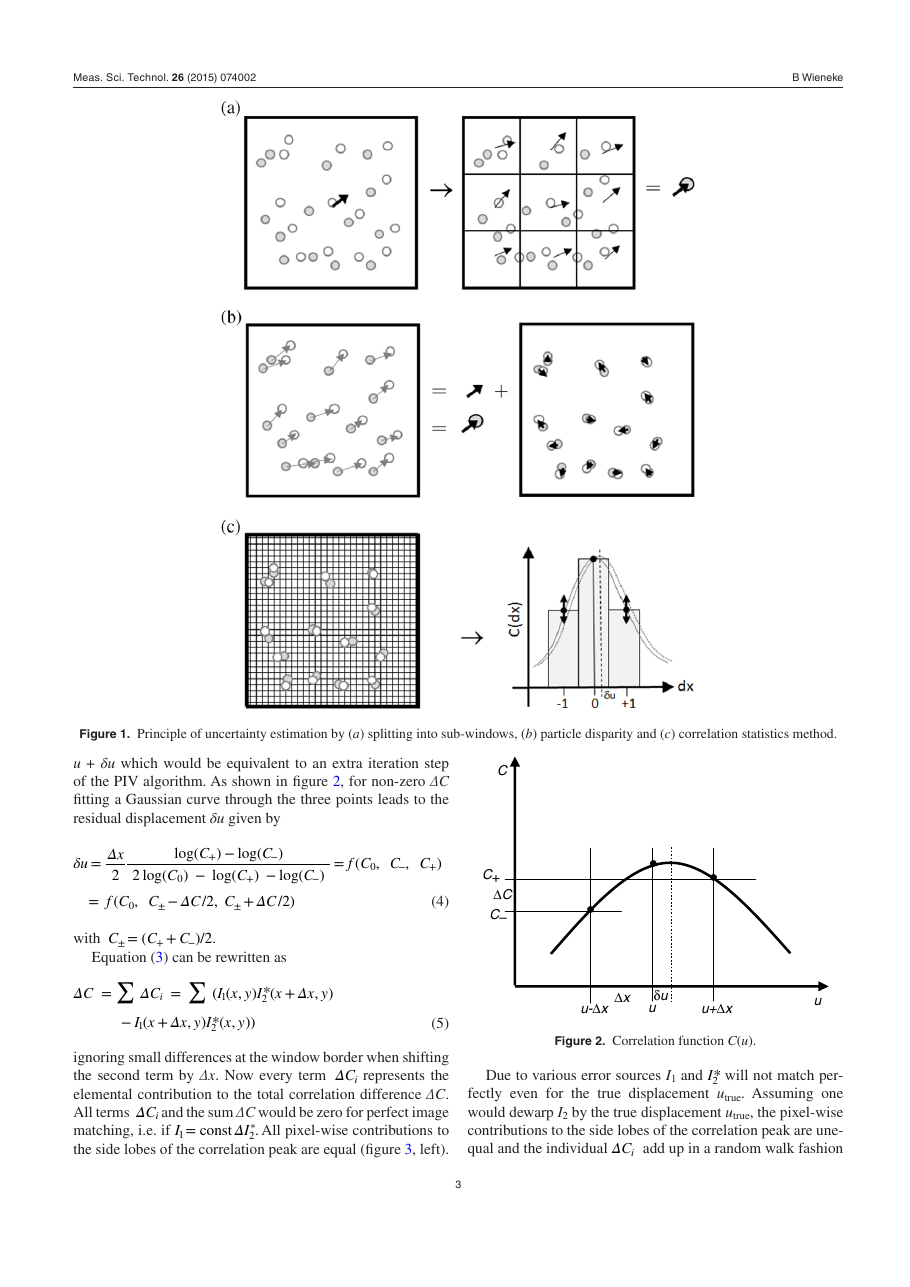 Meas. Sci. Technol. 26 (2015) 074002
B Wieneke
(a)
→
=
(b)
= +
=
(c)
→
C(dx)
dx
-1 0 δu +1
Figure 1. Principle of uncertainty estimation by (a) splitting into sub-windows, (b) particle disparity and (c) correlation statistics method.
u + δu which would be equivalent to an extra iteration step
of the PIV algorithm. As shown in figure 2, for non-zero ΔC
fitting a Gaussian curve through the three points leads to the
residual displacement δu given by
δu = Δx/2 log(C₊) − log(C₋) / 2 log(C₀) − log(C₊) − log(C₋) = f(C₀, C₋, C₊)
= f(C₀, C± − ΔC/2, C± + ΔC/2) (4)
with C± = (C₊ + C₋)/2.
Equation (3) can be rewritten as
ΔC = ∑ ΔCᵢ = ∑ (I₁(x, y)I₂*(x + Δx, y)
− I₁(x + Δx, y)I₂*(x, y)) (5)
ignoring small differences at the window border when shifting
the second term by Δx. Now every term ΔCᵢ represents the
elemental contribution to the total correlation difference ΔC.
All terms ΔCᵢ and the sum ΔC would be zero for perfect image
matching, i.e. if I₁ = const ΔI₂*. All pixel-wise contributions to
the side lobes of the correlation peak are equal (figure 3, left).
C
C₊
ΔC
C₋
Δx δu
u-Δx u u+Δx u
Figure 2. Correlation function C(u).
Due to various error sources I₁ and I₂* will not match per-
fectly even for the true displacement u_true. Assuming one
would dewarp I₂ by the true displacement u_true, the pixel-wise
contributions to the side lobes of the correlation peak are une-
qual and the individual ΔCᵢ add up in a random walk fashion
3